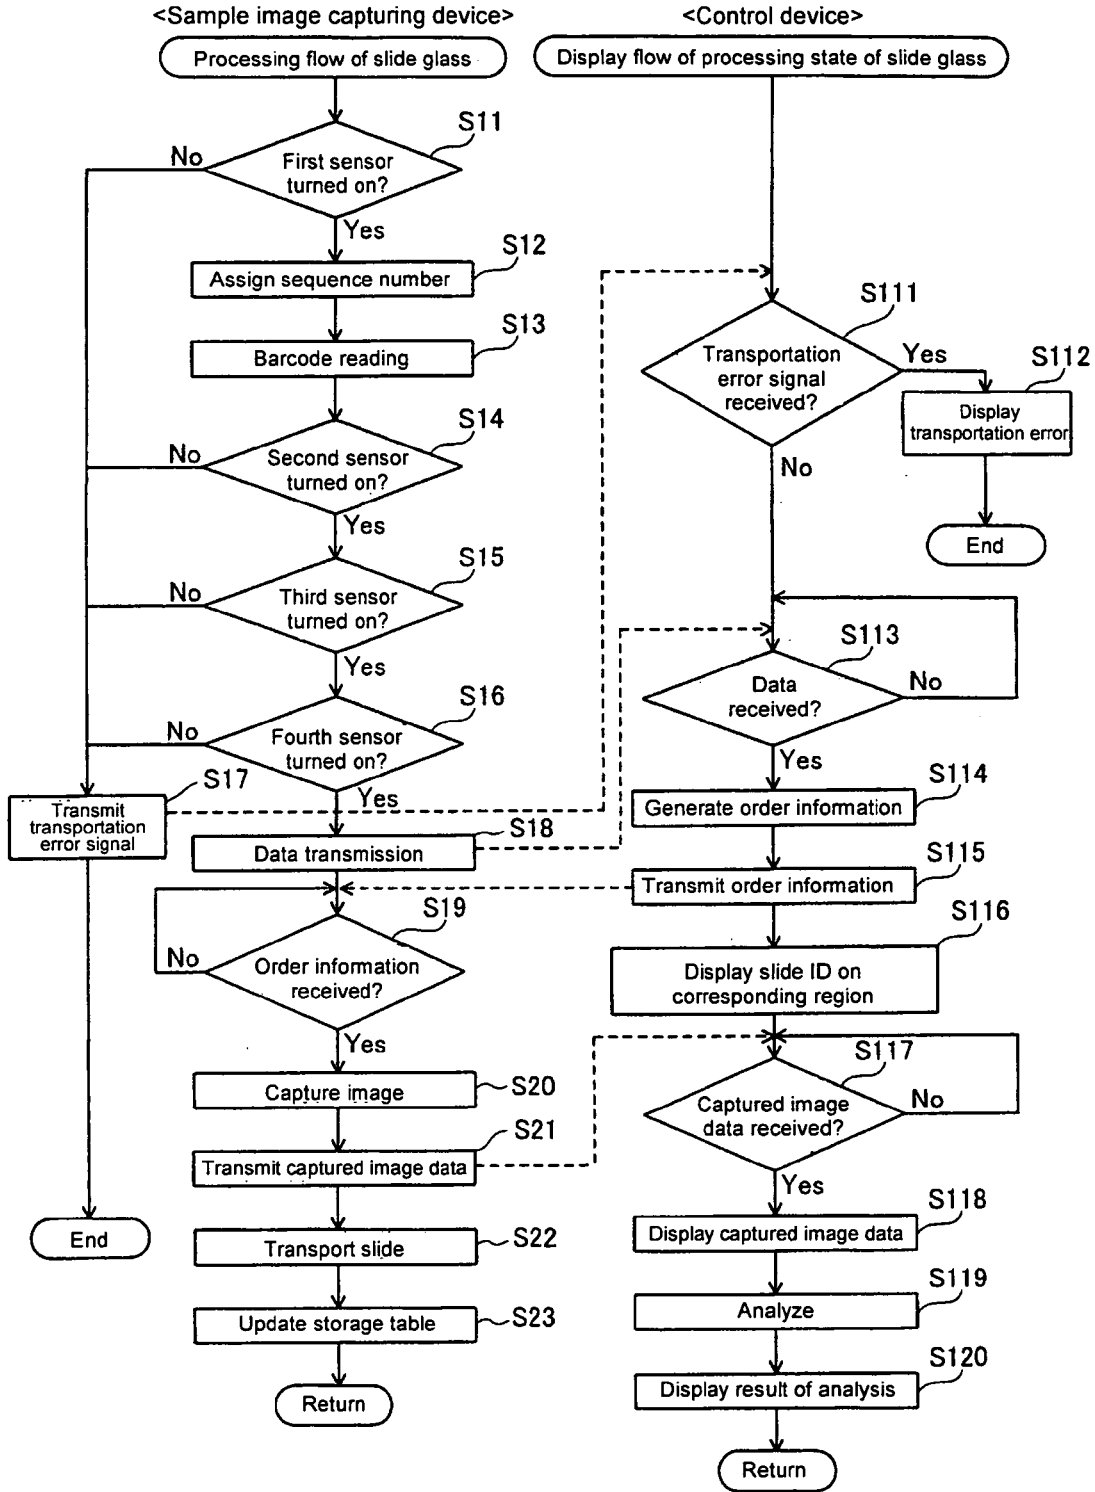 <Sample image capturing device>
Processing flow of slide glass
S11
First sensor
turned on?
No
Yes
S12
Assign sequence number
S13
Barcode reading
S14
Second sensor
turned on?
No
Yes
S15
Third sensor
turned on?
No
Yes
S16
Fourth sensor
turned on?
No
Yes
S17
Transmit
transportation
error signal
End
S18
Data transmission
S19
Order information
received?
No
Yes
S20
Capture image
S21
Transmit captured image data
S22
Transport slide
S23
Update storage table
Return
<Control device>
Display flow of processing state of slide glass
S111
Transportation
error signal
received?
Yes
No
S112
Display
transportation error
End
S113
Data
received?
No
Yes
S114
Generate order information
S115
Transmit order information
S116
Display slide ID on
corresponding region
S117
Captured image
data received?
No
Yes
S118
Display captured image data
S119
Analyze
S120
Display result of analysis
Return